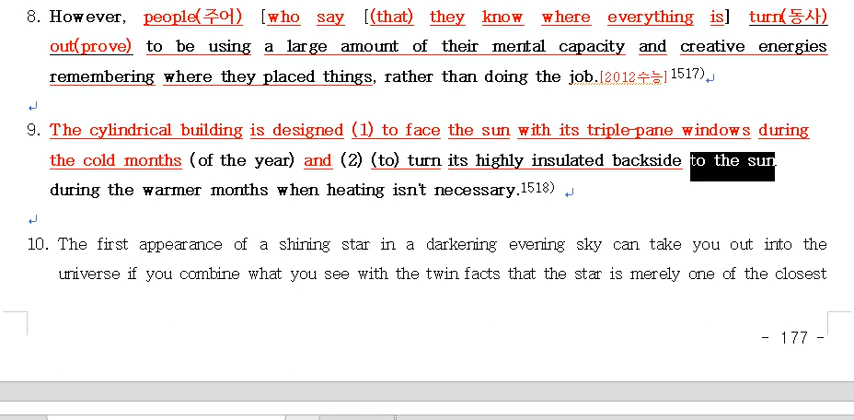 8. However, people(주어) [who say [(that) they know where everything is] turn(동사)
out(prove) to be using a large amount of their mental capacity and creative energies
remembering where they placed things, rather than doing the job.[2012수능]1517)
9. The cylindrical building is designed (1) to face the sun with its triple-pane windows during
the cold months (of the year) and (2) (to) turn its highly insulated backside to the sun
during the warmer months when heating isn't necessary.1518)
10. The first appearance of a shining star in a darkening evening sky can take you out into the
universe if you combine what you see with the twin facts that the star is merely one of the closest
- 177 -